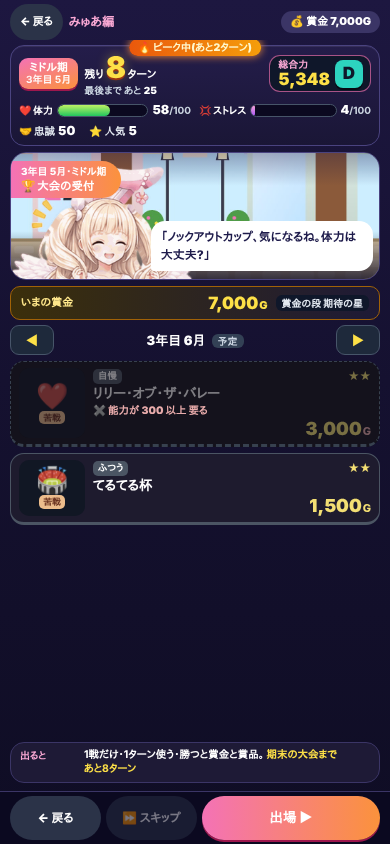 ← 戻る
みゅあ編
💰 賞金 7,000G
🔥 ピーク中(あと2ターン)
ミドル期
3年目 5月
残り 8 ターン
最後まで あと 25
総合力
5,348 D
❤️ 体力 58/100
💢 ストレス 4/100
🤝 忠誠 50
⭐ 人気 5
3年目 5月・ミドル期
🏆 大会の受付
「ノックアウトカップ、気になるね。体力は
大丈夫?」
いまの賞金
7,000G
賞金の段 期待の星
◀
3年目 6月 予定
▶
自慢
★★
リリー・オブ・ザ・バレー
✖ 能力が 300 以上 要る
苦戦
3,000G
ふつう
★★
てるてる杯
苦戦
1,500G
出ると
1戦だけ・1ターン使う・勝つと賞金と賞品。期末の大会まで
あと8ターン
← 戻る
⏩ スキップ
出場 ▶